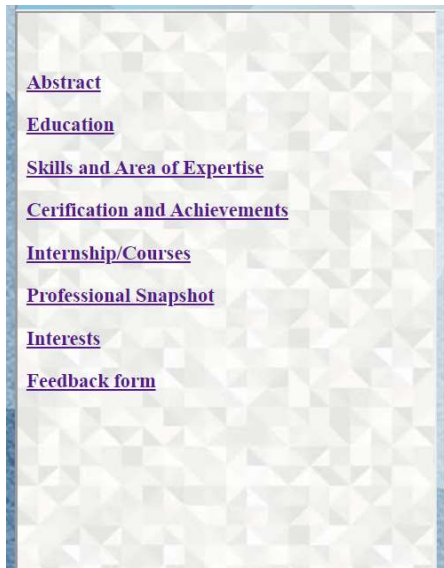 Abstract
Education
Skills and Area of Expertise
Cerification and Achievements
Internship/Courses
Professional Snapshot
Interests
Feedback form